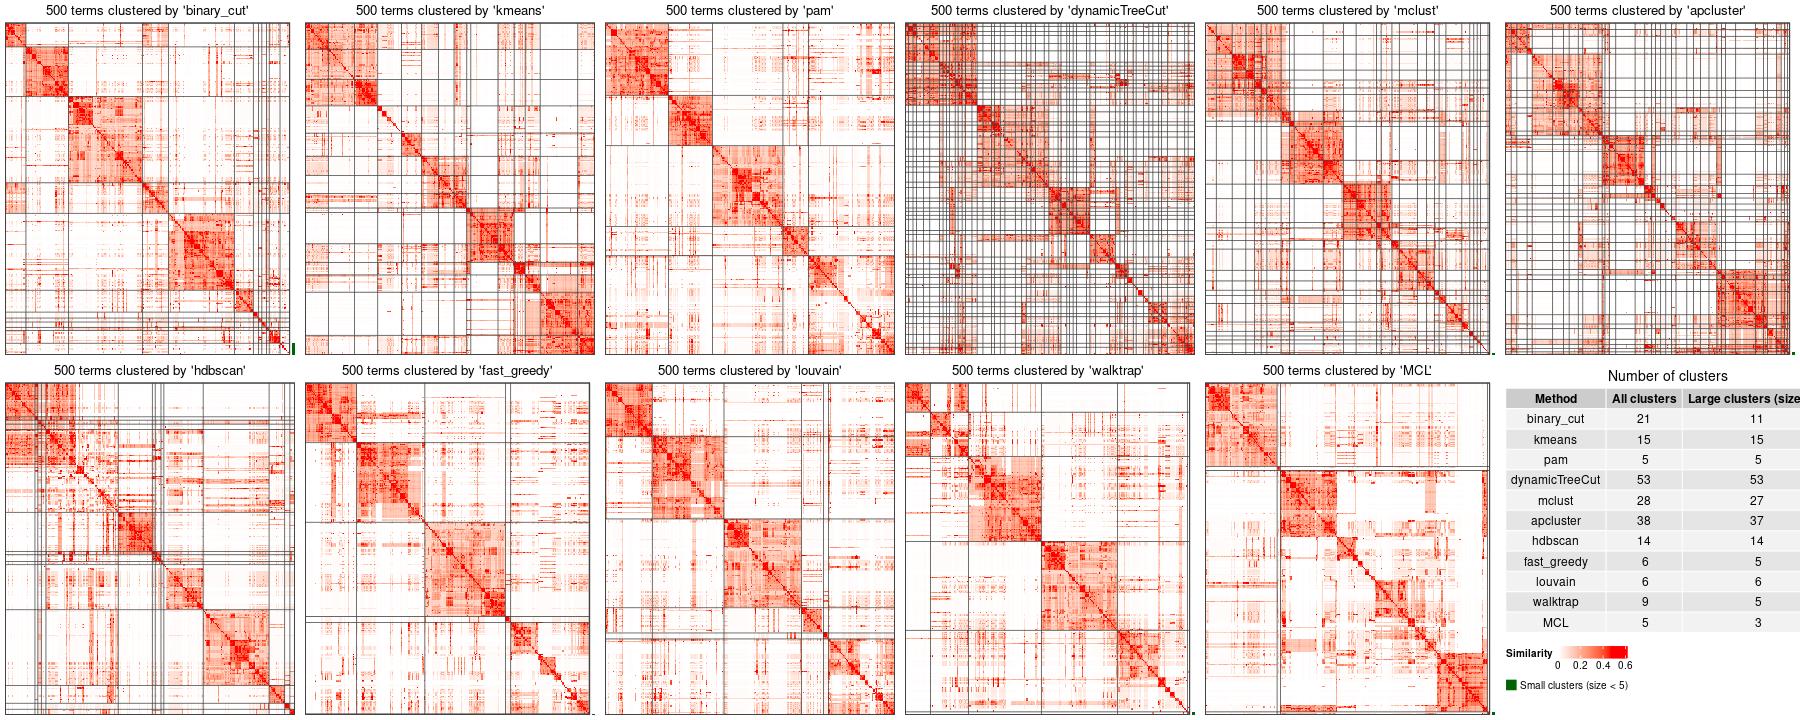 500 terms clustered by 'binary_cut'
500 terms clustered by 'kmeans'
500 terms clustered by 'pam'
500 terms clustered by 'dynamicTreeCut'
500 terms clustered by 'mclust'
500 terms clustered by 'apcluster'
500 terms clustered by 'hdbscan'
500 terms clustered by 'fast_greedy'
500 terms clustered by 'louvain'
500 terms clustered by 'walktrap'
500 terms clustered by 'MCL'
Number of clusters
Method All clusters Large clusters (size
binary_cut 21 11
kmeans 15 15
pam 5 5
dynamicTreeCut 53 53
mclust 28 27
apcluster 38 37
hdbscan 14 14
fast_greedy 6 5
louvain 6 6
walktrap 9 5
MCL 5 3
Similarity
0 0.2 0.4 0.6
Small clusters (size < 5)